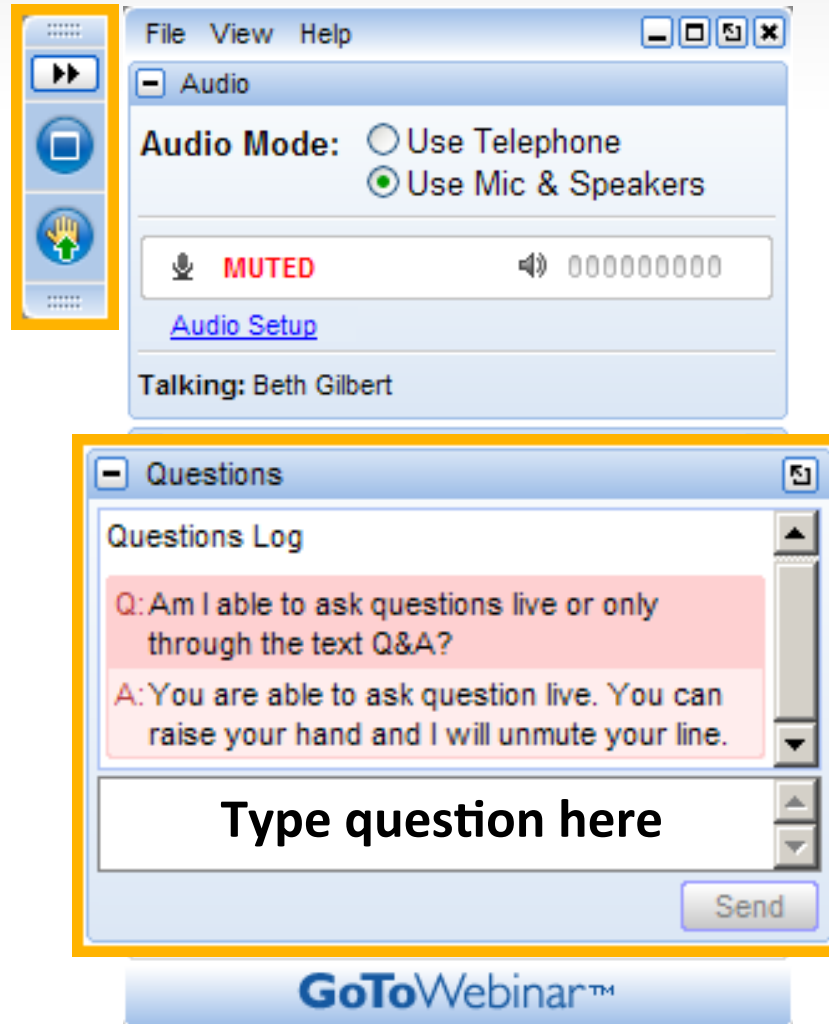 File View Help
Audio
Audio Mode: Use Telephone
Use Mic & Speakers
MUTED 000000000
Audio Setup
Talking: Beth Gilbert
Questions
Questions Log
Q: Am I able to ask questions live or only
through the text Q&A?
A: You are able to ask question live. You can
raise your hand and I will unmute your line.
Type question here
Send
GoToWebinar™